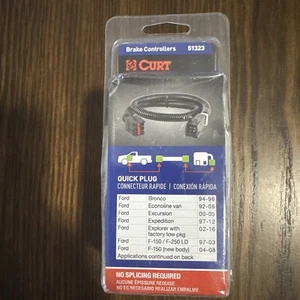 Brake Controllers 51323
CURT
QUICK PLUG
CONNECTEUR RAPIDE | CONEXIÓN RÁPIDA
Ford Bronco 94-96
Ford Econoline van 92-08
Ford Excursion 00-05
Ford Expedition 97-12
Ford Explorer with 02-16
factory tow pkg
Ford F-150 / F-250 LD 97-03
Ford F-150 (new body) 04-08
Applications continued on back
NO SPLICING REQUIRED
AUCUNE ÉPISSURE REQUISE
NO ES NECESARIO REALIZAR EMPALME